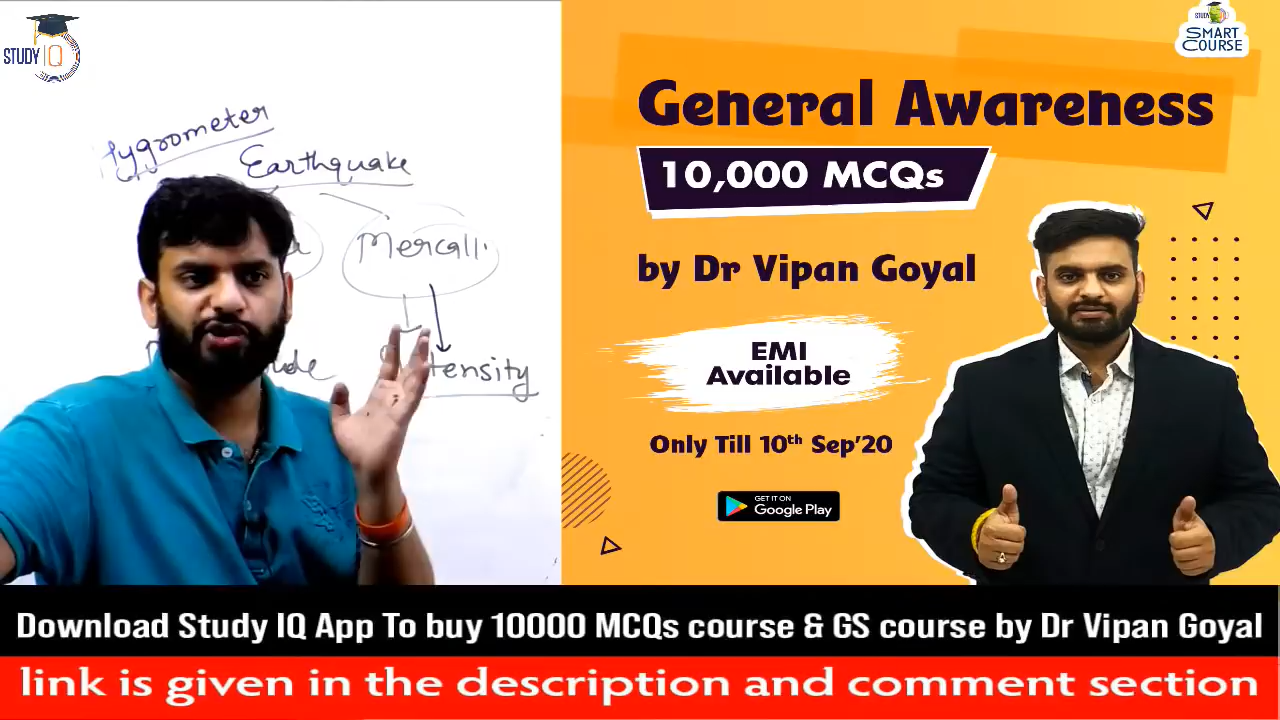 STUDY IQ
Hygrometer
Earthquake
Mercalli
Intensity
STUDY
SMART
COURSE
General Awareness
10,000 MCQs
by Dr Vipan Goyal
EMI
Available
Only Till 10th Sep'20
GET IT ON
Google Play
Download Study IQ App To buy 10000 MCQs course & GS course by Dr Vipan Goyal
link is given in the description and comment section